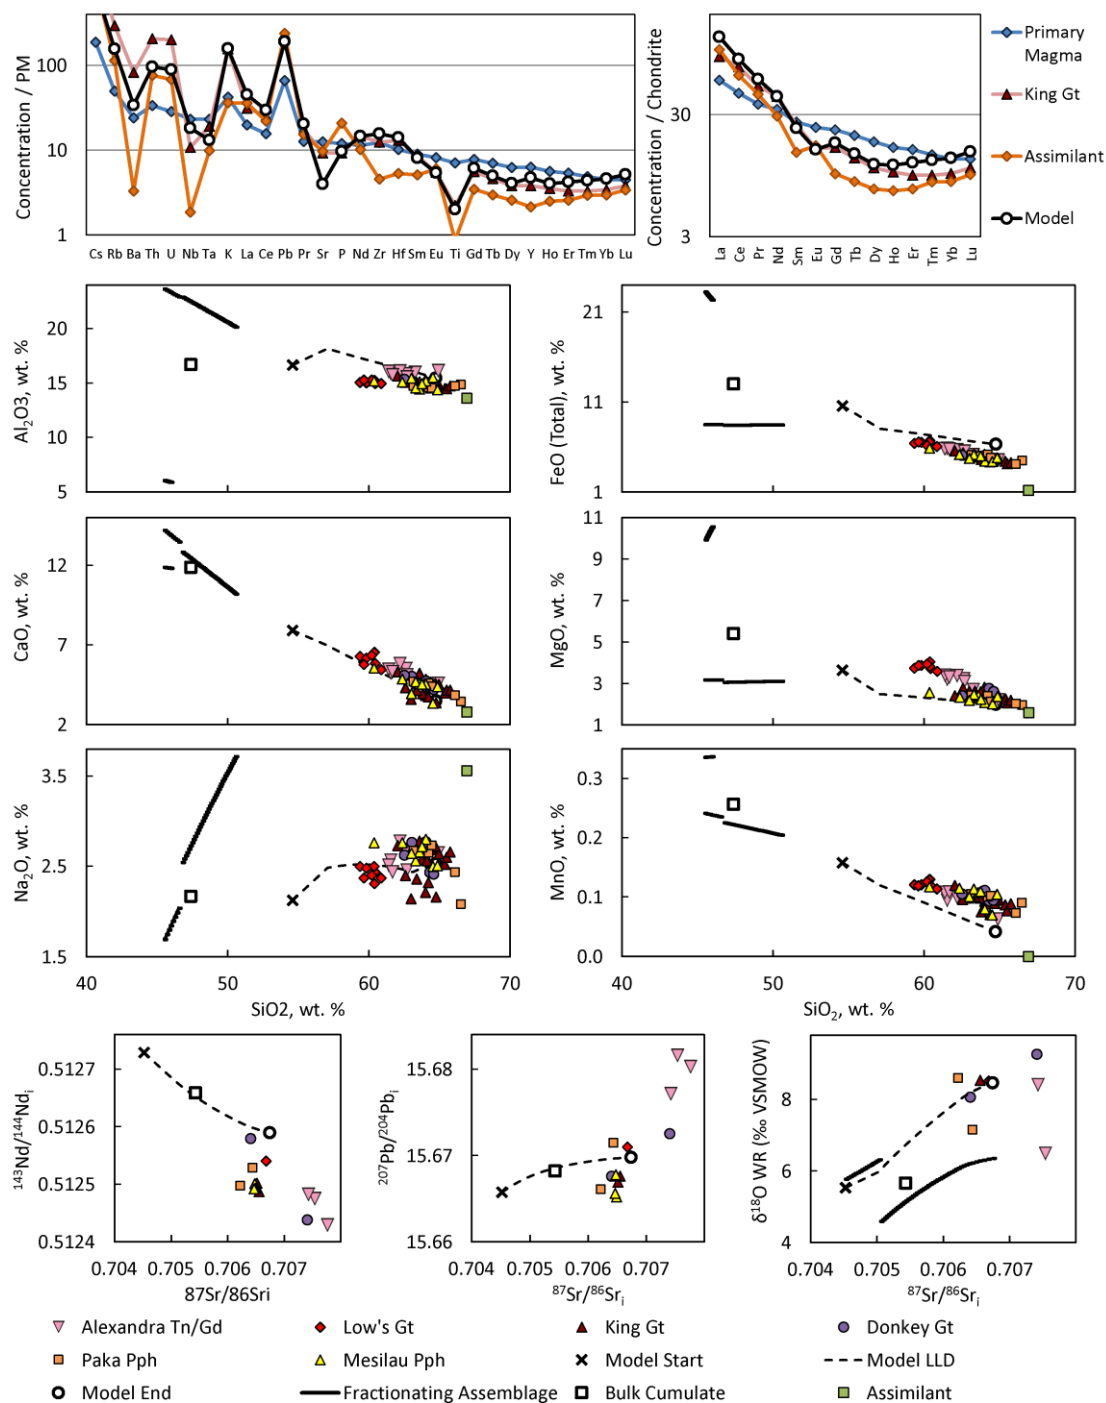 Concentration / PM
100
10
1
Cs Rb Ba Th U Nb Ta K La Ce Pb Pr Sr P Nd Zr Hf Sm Eu Ti Gd Tb Dy Y Ho Er Tm Yb Lu
Concentration / Chondrite
30
3
La Ce Pr Nd Sm Eu Gd Tb Dy Ho Er Tm Yb Lu
Primary
Magma
King Gt
Assimilant
Model
Al2O3, wt. %
20
15
10
5
FeO (Total), wt. %
21
11
1
CaO, wt. %
12
7
2
MgO, wt. %
11
9
7
5
3
1
Na2O, wt. %
3.5
2.5
1.5
40 50 60 70
SiO2, wt. %
MnO, wt. %
0.3
0.2
0.1
0.0
40 50 60 70
SiO2, wt. %
143Nd/144Ndi
0.5127
0.5126
0.5125
0.5124
0.704 0.705 0.706 0.707
87Sr/86Sri
207Pb/204Pbi
15.68
15.67
15.66
0.704 0.705 0.706 0.707
87Sr/86Sri
δ18O WR (‰ VSMOW)
8
6
4
0.704 0.705 0.706 0.707
87Sr/86Sri
Alexandra Tn/Gd Low's Gt King Gt Donkey Gt
Paka Pph Mesilau Pph Model Start Model LLD
Model End Fractionating Assemblage Bulk Cumulate Assimilant